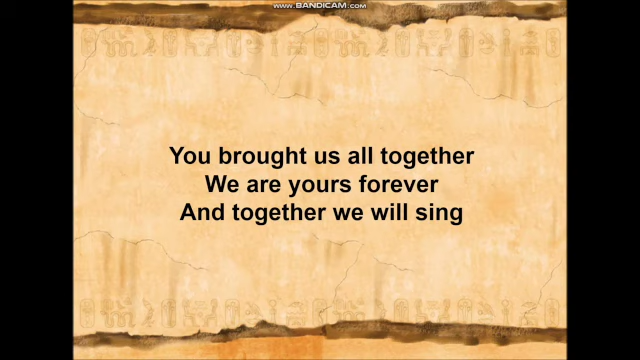 WWW.BANDICAM.COM
You brought us all together
We are yours forever
And together we will sing